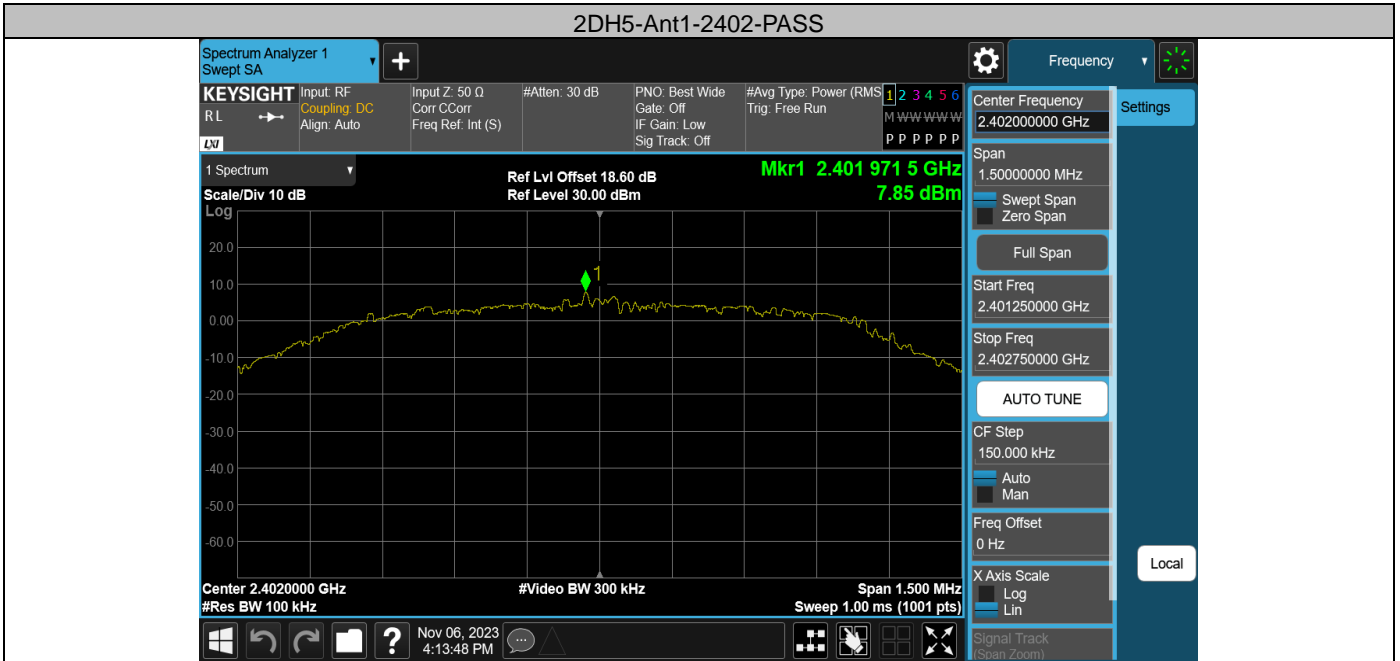 2DH5-Ant1-2402-PASS
Spectrum Analyzer 1
Swept SA
Frequency
KEYSIGHT
RL
LXI
Input: RF
Coupling: DC
Align: Auto
Input Z: 50 Ω
Corr CCorr
Freq Ref: Int (S)
#Atten: 30 dB
PNO: Best Wide
Gate: Off
IF Gain: Low
Sig Track: Off
#Avg Type: Power (RMS
Trig: Free Run
1 2 3 4 5 6
M W W W W W
P P P P P P
1 Spectrum
Scale/Div 10 dB
Ref Lvl Offset 18.60 dB
Ref Level 30.00 dBm
Mkr1 2.401 971 5 GHz
7.85 dBm
Log
20.0
10.0
0.00
-10.0
-20.0
-30.0
-40.0
-50.0
-60.0
1
Center 2.4020000 GHz
#Res BW 100 kHz
#Video BW 300 kHz
Span 1.500 MHz
Sweep 1.00 ms (1001 pts)
Nov 06, 2023
4:13:48 PM
Center Frequency
2.402000000 GHz
Span
1.50000000 MHz
Swept Span
Zero Span
Full Span
Start Freq
2.401250000 GHz
Stop Freq
2.402750000 GHz
AUTO TUNE
CF Step
150.000 kHz
Auto
Man
Freq Offset
0 Hz
X Axis Scale
Log
Lin
Signal Track
(Span Zoom)
Settings
Local